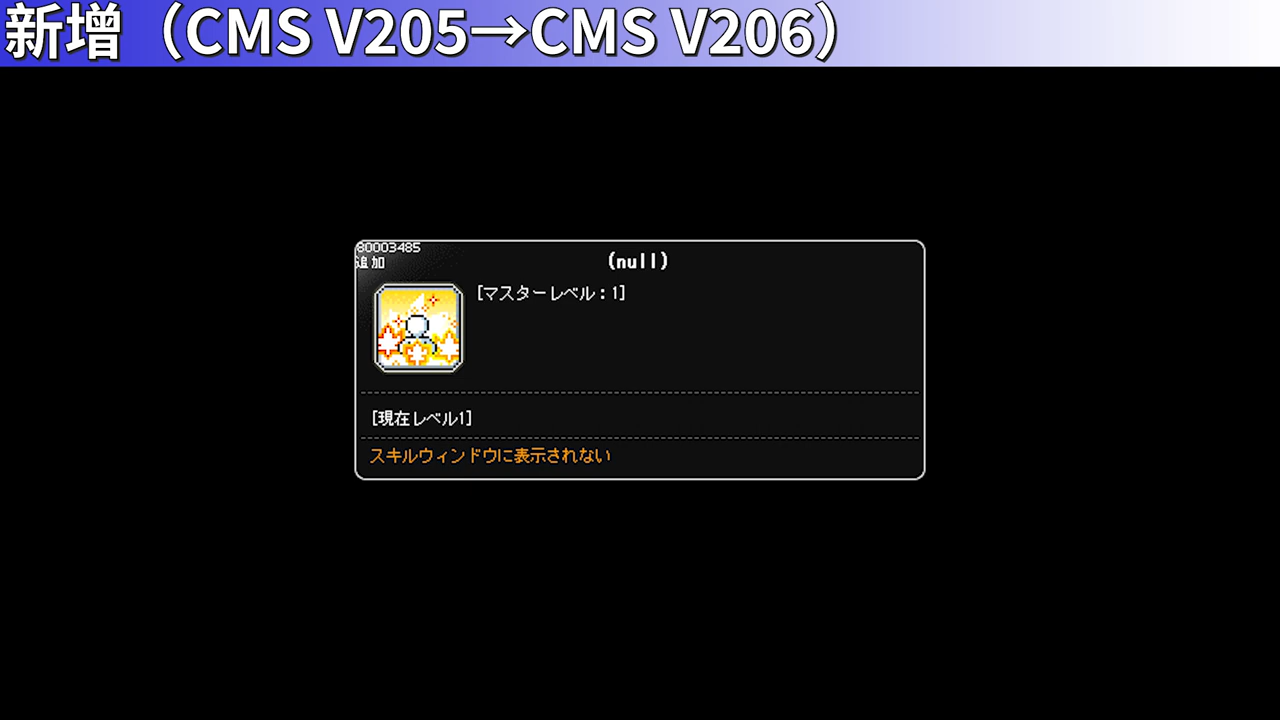 新增（CMS V205→CMS V206）
80003485
追加
(null)
[マスターレベル：1]
[現在レベル1]
スキルウィンドウに表示されない